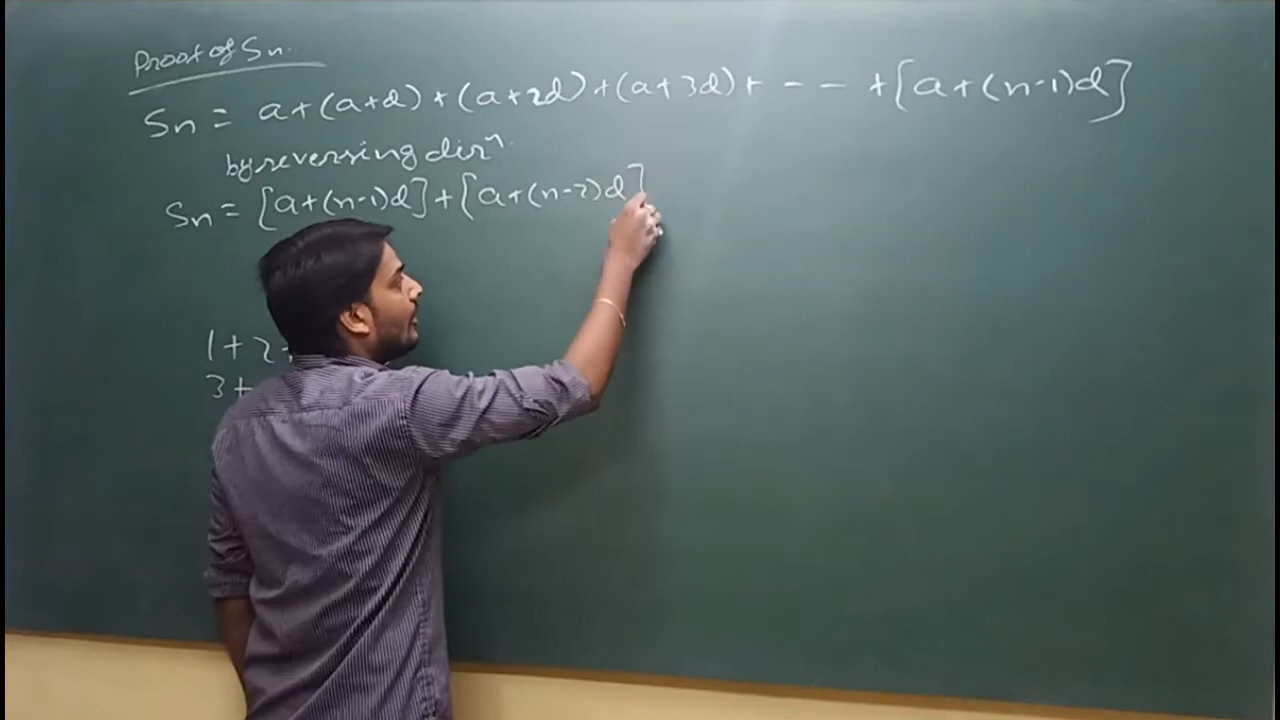 Proof of Sn.
Sn = a+(a+d)+(a+2d)+(a+3d)+ - - +[a+(n-1)d]
by reversing dirⁿ.
Sn = [a+(n-1)d]+[a+(n-2)d]
1+2+
3+